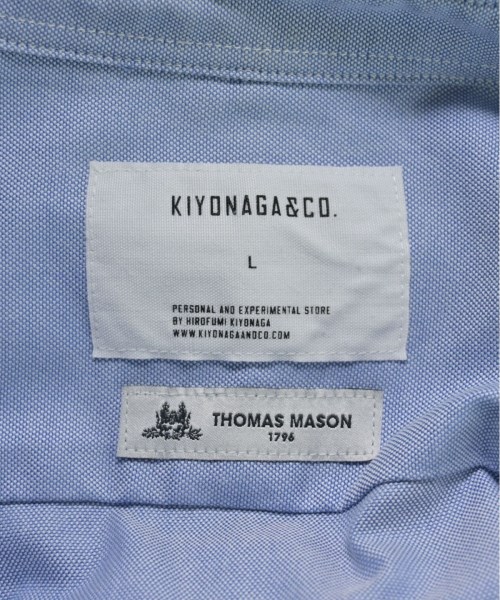 KIYONAGA&CO.
L
PERSONAL AND EXPERIMENTAL STORE
BY HIROFUMI KIYONAGA
WWW.KIYONAGAANDCO.COM
THOMAS MASON
1796